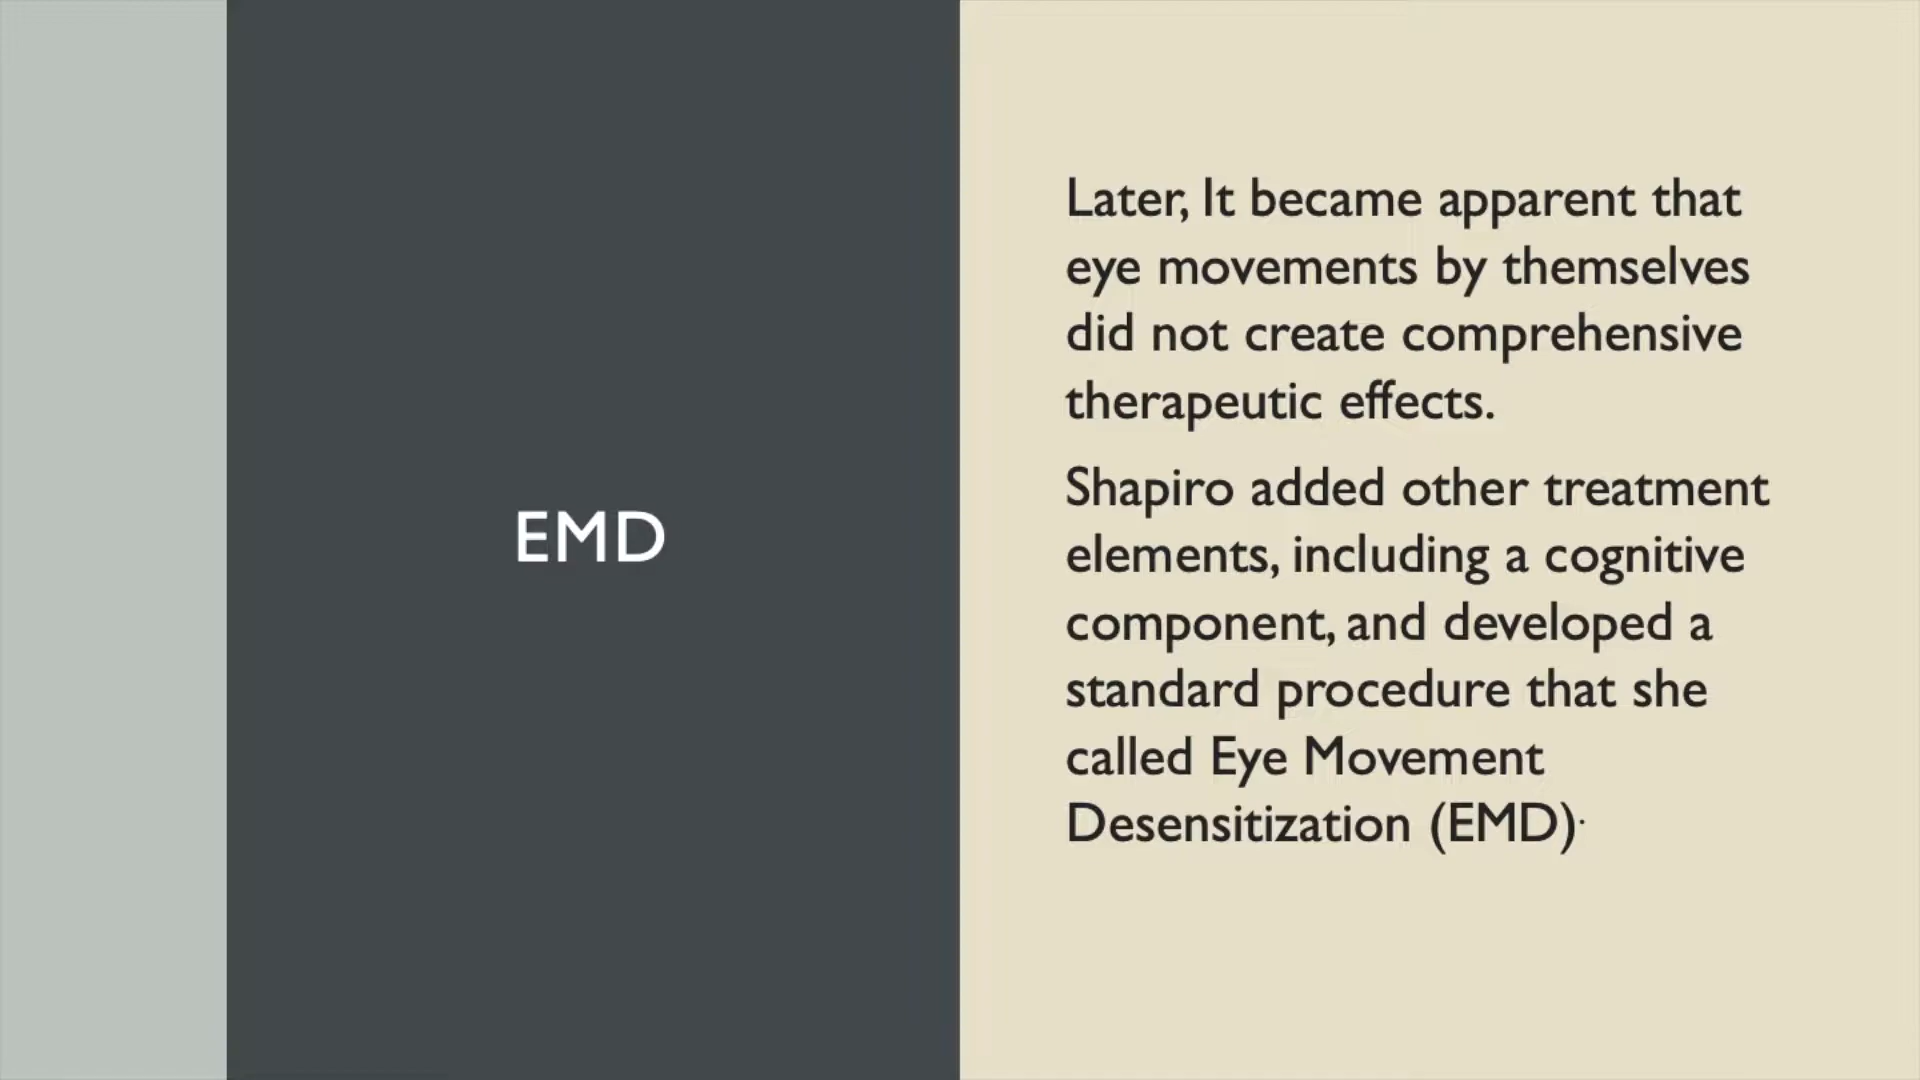 EMD
Later, It became apparent that
eye movements by themselves
did not create comprehensive
therapeutic effects.
Shapiro added other treatment
elements, including a cognitive
component, and developed a
standard procedure that she
called Eye Movement
Desensitization (EMD).